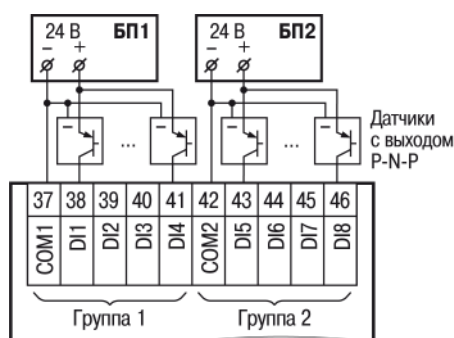 24 В БП1
– +
24 В БП2
– +
Датчики
с выходом
P-N-P
– ... – – ... –
37 38 39 40 41 42 43 44 45 46
COM1 DI1 DI2 DI3 DI4 COM2 DI5 DI6 DI7 DI8
Группа 1 Группа 2